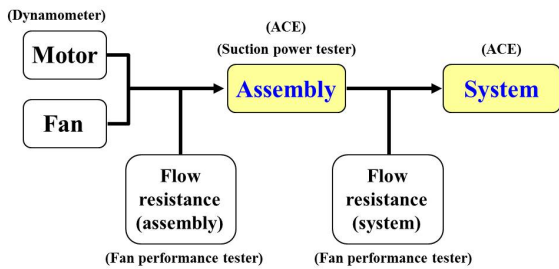 (Dynamometer)
Motor
Fan
(ACE)
(Suction power tester)
Assembly
(ACE)
System
Flow
resistance
(assembly)
(Fan performance tester)
Flow
resistance
(system)
(Fan performance tester)